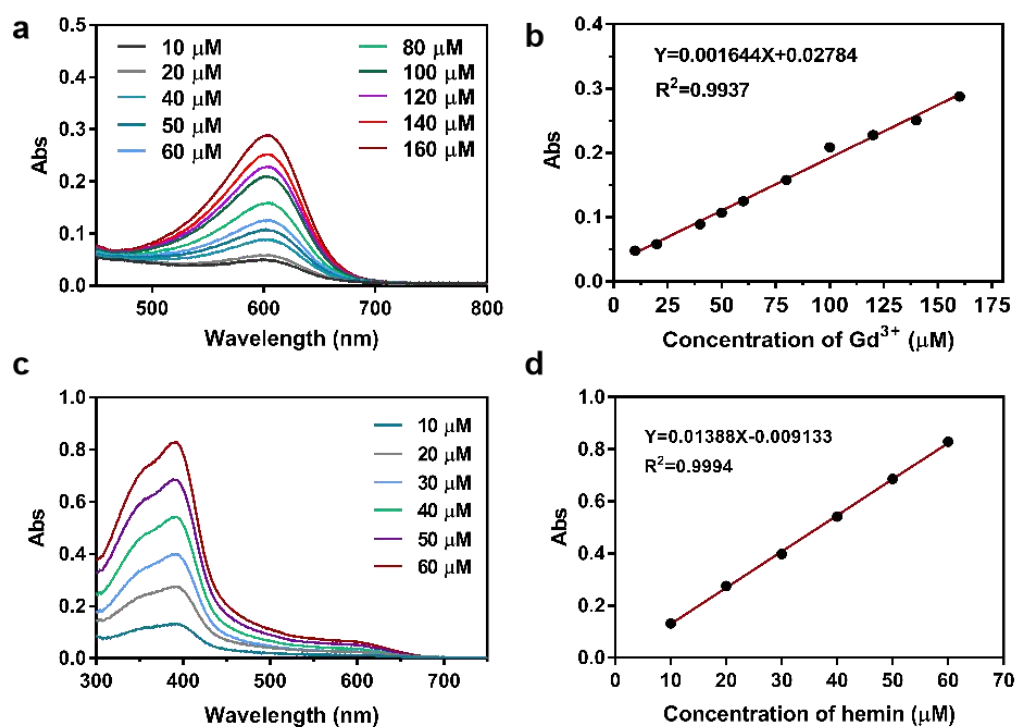 a
10 μM
20 μM
40 μM
50 μM
60 μM
80 μM
100 μM
120 μM
140 μM
160 μM
Abs
0.5
0.4
0.3
0.2
0.1
0.0
500
600
700
800
Wavelength (nm)
b
Y=0.001644X+0.02784
R²=0.9937
Abs
0.4
0.3
0.2
0.1
0.0
0
25
50
75
100
125
150
175
Concentration of Gd³⁺ (μM)
c
10 μM
20 μM
30 μM
40 μM
50 μM
60 μM
Abs
1.0
0.8
0.6
0.4
0.2
0.0
300
400
500
600
700
Wavelength (nm)
d
Y=0.01388X-0.009133
R²=0.9994
Abs
1.0
0.8
0.6
0.4
0.2
0.0
0
10
20
30
40
50
60
70
Concentration of hemin (μM)